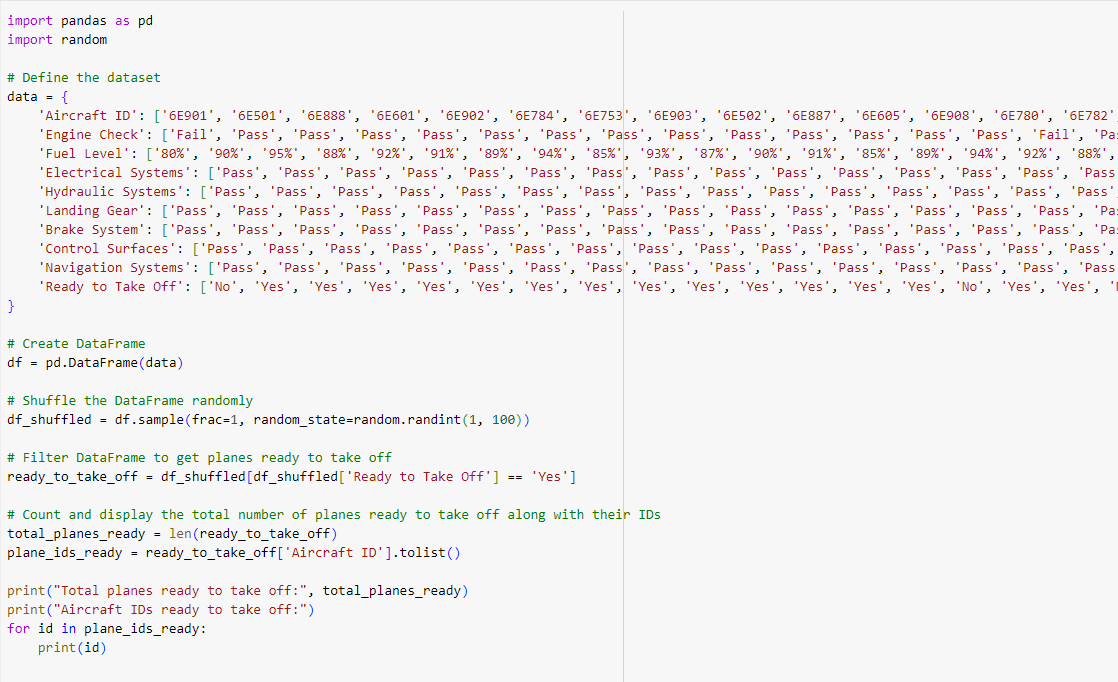 import pandas as pd
import random
# Define the dataset
data = {
'Aircraft ID': ['6E901', '6E501', '6E888', '6E601', '6E902', '6E784', '6E753', '6E903', '6E502', '6E887', '6E605', '6E908', '6E780', '6E782',
'Engine Check': ['Fail', 'Pass', 'Pass', 'Pass', 'Pass', 'Pass', 'Pass', 'Pass', 'Pass', 'Pass', 'Pass', 'Pass', 'Pass', 'Pass', 'Fail', 'Pa
'Fuel Level': ['80%', '90%', '95%', '88%', '92%', '91%', '89%', '94%', '85%', '93%', '87%', '90%', '91%', '85%', '89%', '94%', '92%', '88%',
'Electrical Systems': ['Pass', 'Pass', 'Pass', 'Pass', 'Pass', 'Pass', 'Pass', 'Pass', 'Pass', 'Pass', 'Pass', 'Pass', 'Pass', 'Pass', 'Pass
'Hydraulic Systems': ['Pass', 'Pass', 'Pass', 'Pass', 'Pass', 'Pass', 'Pass', 'Pass', 'Pass', 'Pass', 'Pass', 'Pass', 'Pass', 'Pass', 'Pass'
'Landing Gear': ['Pass', 'Pass', 'Pass', 'Pass', 'Pass', 'Pass', 'Pass', 'Pass', 'Pass', 'Pass', 'Pass', 'Pass', 'Pass', 'Pass', 'Pass', 'Pa
'Brake System': ['Pass', 'Pass', 'Pass', 'Pass', 'Pass', 'Pass', 'Pass', 'Pass', 'Pass', 'Pass', 'Pass', 'Pass', 'Pass', 'Pass', 'Pass', 'Pa
'Control Surfaces': ['Pass', 'Pass', 'Pass', 'Pass', 'Pass', 'Pass', 'Pass', 'Pass', 'Pass', 'Pass', 'Pass', 'Pass', 'Pass', 'Pass', 'Pass',
'Navigation Systems': ['Pass', 'Pass', 'Pass', 'Pass', 'Pass', 'Pass', 'Pass', 'Pass', 'Pass', 'Pass', 'Pass', 'Pass', 'Pass', 'Pass', 'Pass
'Ready to Take Off': ['No', 'Yes', 'Yes', 'Yes', 'Yes', 'Yes', 'Yes', 'Yes', 'Yes', 'Yes', 'Yes', 'Yes', 'Yes', 'Yes', 'No', 'Yes', 'Yes', '
}
# Create DataFrame
df = pd.DataFrame(data)
# Shuffle the DataFrame randomly
df_shuffled = df.sample(frac=1, random_state=random.randint(1, 100))
# Filter DataFrame to get planes ready to take off
ready_to_take_off = df_shuffled[df_shuffled['Ready to Take Off'] == 'Yes']
# Count and display the total number of planes ready to take off along with their IDs
total_planes_ready = len(ready_to_take_off)
plane_ids_ready = ready_to_take_off['Aircraft ID'].tolist()
print("Total planes ready to take off:", total_planes_ready)
print("Aircraft IDs ready to take off:")
for id in plane_ids_ready:
print(id)